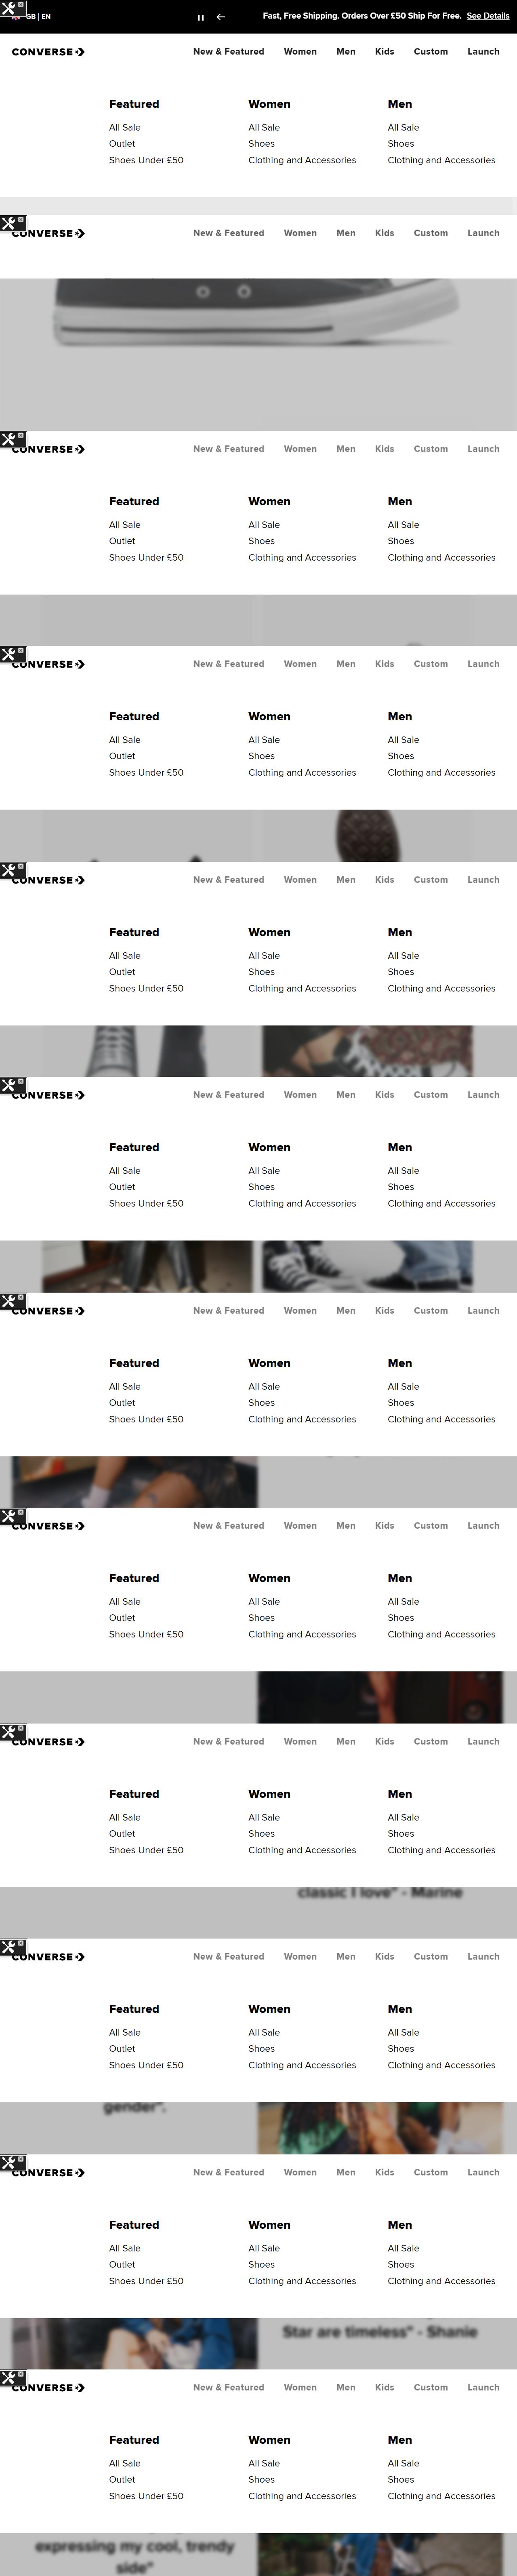 GB | EN
Fast, Free Shipping. Orders Over £50 Ship For Free. See Details
CONVERSE
New & Featured Women Men Kids Custom Launch
Featured Women Men
All Sale All Sale All Sale
Outlet Shoes Shoes
Shoes Under £50 Clothing and Accessories Clothing and Accessories
CONVERSE
New & Featured Women Men Kids Custom Launch
CONVERSE
New & Featured Women Men Kids Custom Launch
Featured Women Men
All Sale All Sale All Sale
Outlet Shoes Shoes
Shoes Under £50 Clothing and Accessories Clothing and Accessories
CONVERSE
New & Featured Women Men Kids Custom Launch
Featured Women Men
All Sale All Sale All Sale
Outlet Shoes Shoes
Shoes Under £50 Clothing and Accessories Clothing and Accessories
CONVERSE
New & Featured Women Men Kids Custom Launch
Featured Women Men
All Sale All Sale All Sale
Outlet Shoes Shoes
Shoes Under £50 Clothing and Accessories Clothing and Accessories
CONVERSE
New & Featured Women Men Kids Custom Launch
Featured Women Men
All Sale All Sale All Sale
Outlet Shoes Shoes
Shoes Under £50 Clothing and Accessories Clothing and Accessories
CONVERSE
New & Featured Women Men Kids Custom Launch
Featured Women Men
All Sale All Sale All Sale
Outlet Shoes Shoes
Shoes Under £50 Clothing and Accessories Clothing and Accessories
CONVERSE
New & Featured Women Men Kids Custom Launch
Featured Women Men
All Sale All Sale All Sale
Outlet Shoes Shoes
Shoes Under £50 Clothing and Accessories Clothing and Accessories
CONVERSE
New & Featured Women Men Kids Custom Launch
Featured Women Men
All Sale All Sale All Sale
Outlet Shoes Shoes
Shoes Under £50 Clothing and Accessories Clothing and Accessories
classic I love" - Marine
CONVERSE
New & Featured Women Men Kids Custom Launch
Featured Women Men
All Sale All Sale All Sale
Outlet Shoes Shoes
Shoes Under £50 Clothing and Accessories Clothing and Accessories
gender".
CONVERSE
New & Featured Women Men Kids Custom Launch
Featured Women Men
All Sale All Sale All Sale
Outlet Shoes Shoes
Shoes Under £50 Clothing and Accessories Clothing and Accessories
Star are timeless" - Shanie
CONVERSE
New & Featured Women Men Kids Custom Launch
Featured Women Men
All Sale All Sale All Sale
Outlet Shoes Shoes
Shoes Under £50 Clothing and Accessories Clothing and Accessories
expressing my cool, trendy
side"